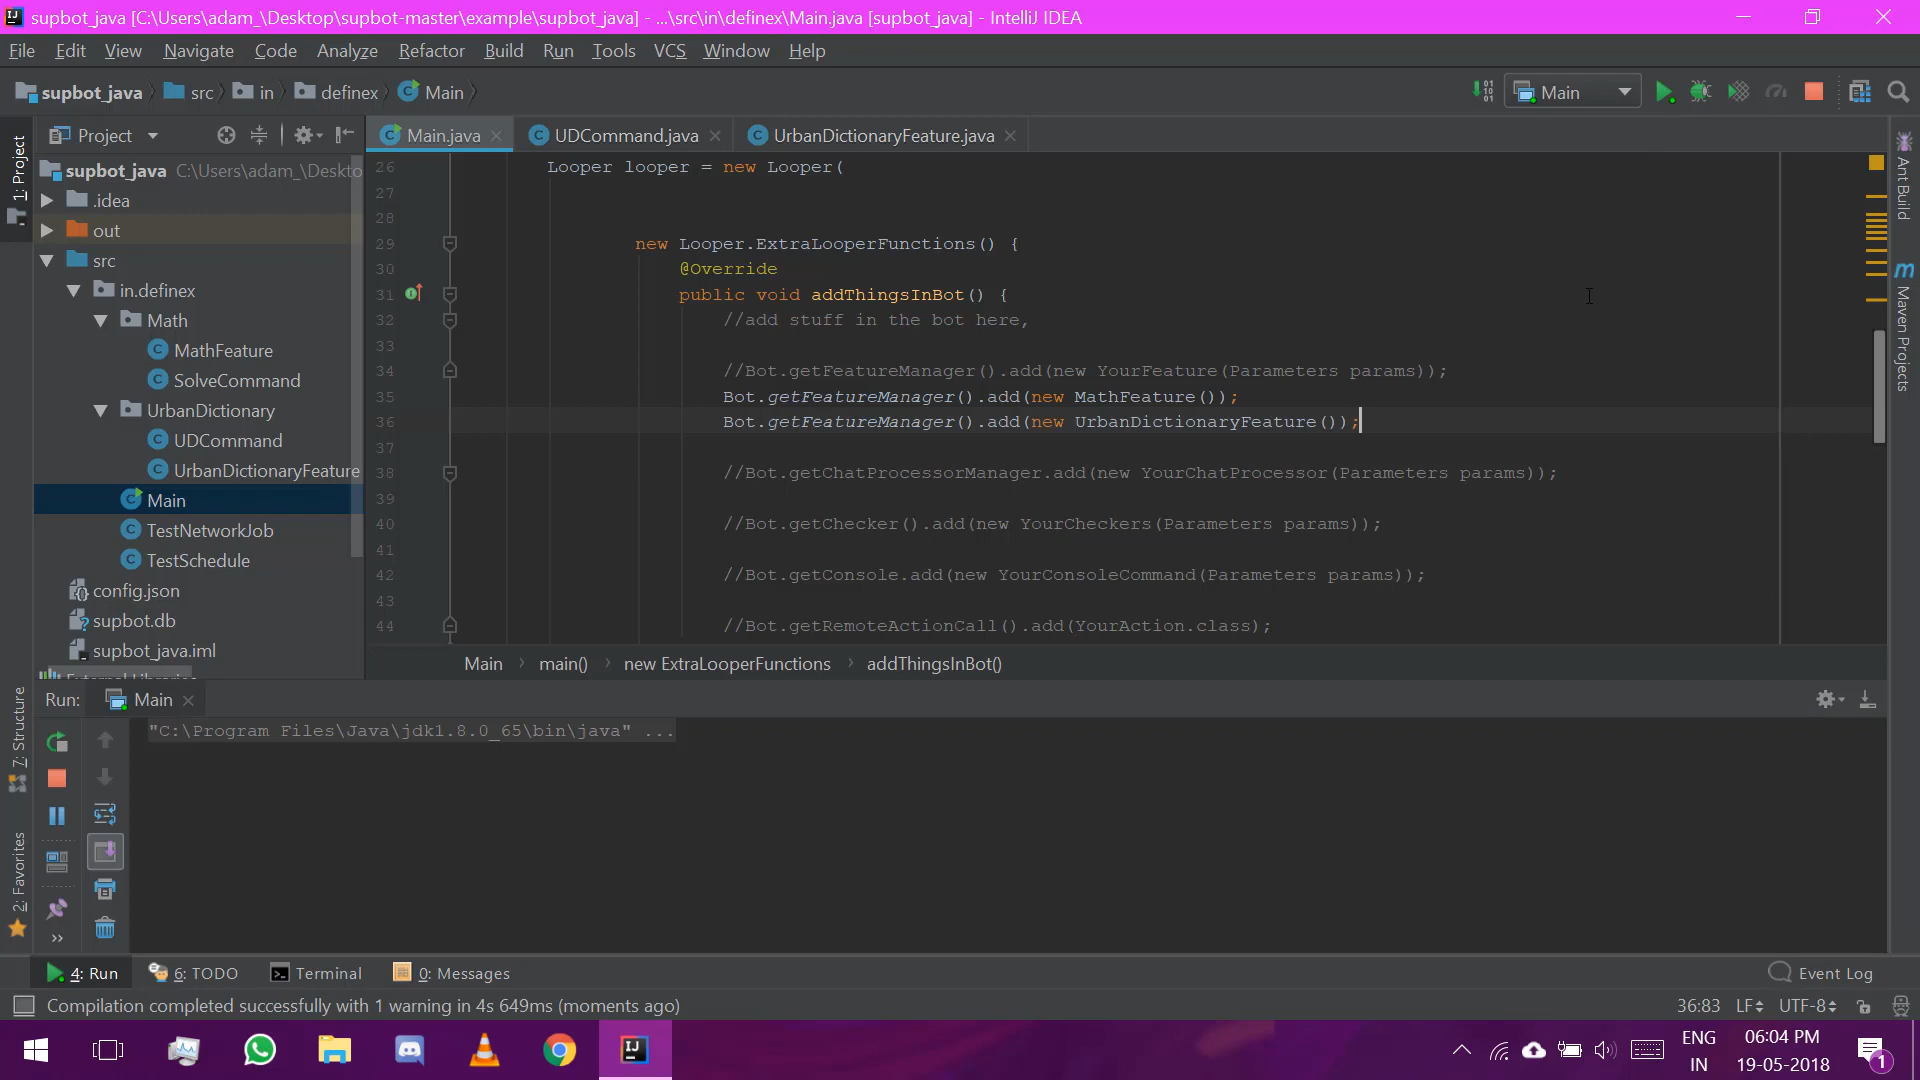 supbot_java [C:\Users\adam_\Desktop\supbot-master\example\supbot_java] - ...\src\in\definex\Main.java [supbot_java] - IntelliJ IDEA
File Edit View Navigate Code Analyze Refactor Build Run Tools VCS Window Help
supbot_java src in definex Main
Main
Project
Main.java UDCommand.java UrbanDictionaryFeature.java
1: Project
supbot_java C:\Users\adam_\Deskto
.idea
out
src
in.definex
Math
MathFeature
SolveCommand
UrbanDictionary
UDCommand
UrbanDictionaryFeature
Main
TestNetworkJob
TestSchedule
config.json
supbot.db
supbot_java.iml
26 Looper looper = new Looper(
27
28
29 new Looper.ExtraLooperFunctions() {
30 @Override
31 public void addThingsInBot() {
32 //add stuff in the bot here,
33
34 //Bot.getFeatureManager().add(new YourFeature(Parameters params));
35 Bot.getFeatureManager().add(new MathFeature());
36 Bot.getFeatureManager().add(new UrbanDictionaryFeature());
37
38 //Bot.getChatProcessorManager.add(new YourChatProcessor(Parameters params));
39
40 //Bot.getChecker().add(new YourCheckers(Parameters params));
41
42 //Bot.getConsole.add(new YourConsoleCommand(Parameters params));
43
44 //Bot.getRemoteActionCall().add(YourAction.class);
Main main() new ExtraLooperFunctions addThingsInBot()
Ant Build
Maven Projects
Run: Main
"C:\Program Files\Java\jdk1.8.0_65\bin\java" ...
7: Structure
2: Favorites
4: Run 6: TODO Terminal 0: Messages Event Log
Compilation completed successfully with 1 warning in 4s 649ms (moments ago) 36:83 LF UTF-8
ENG
IN
06:04 PM
19-05-2018
1